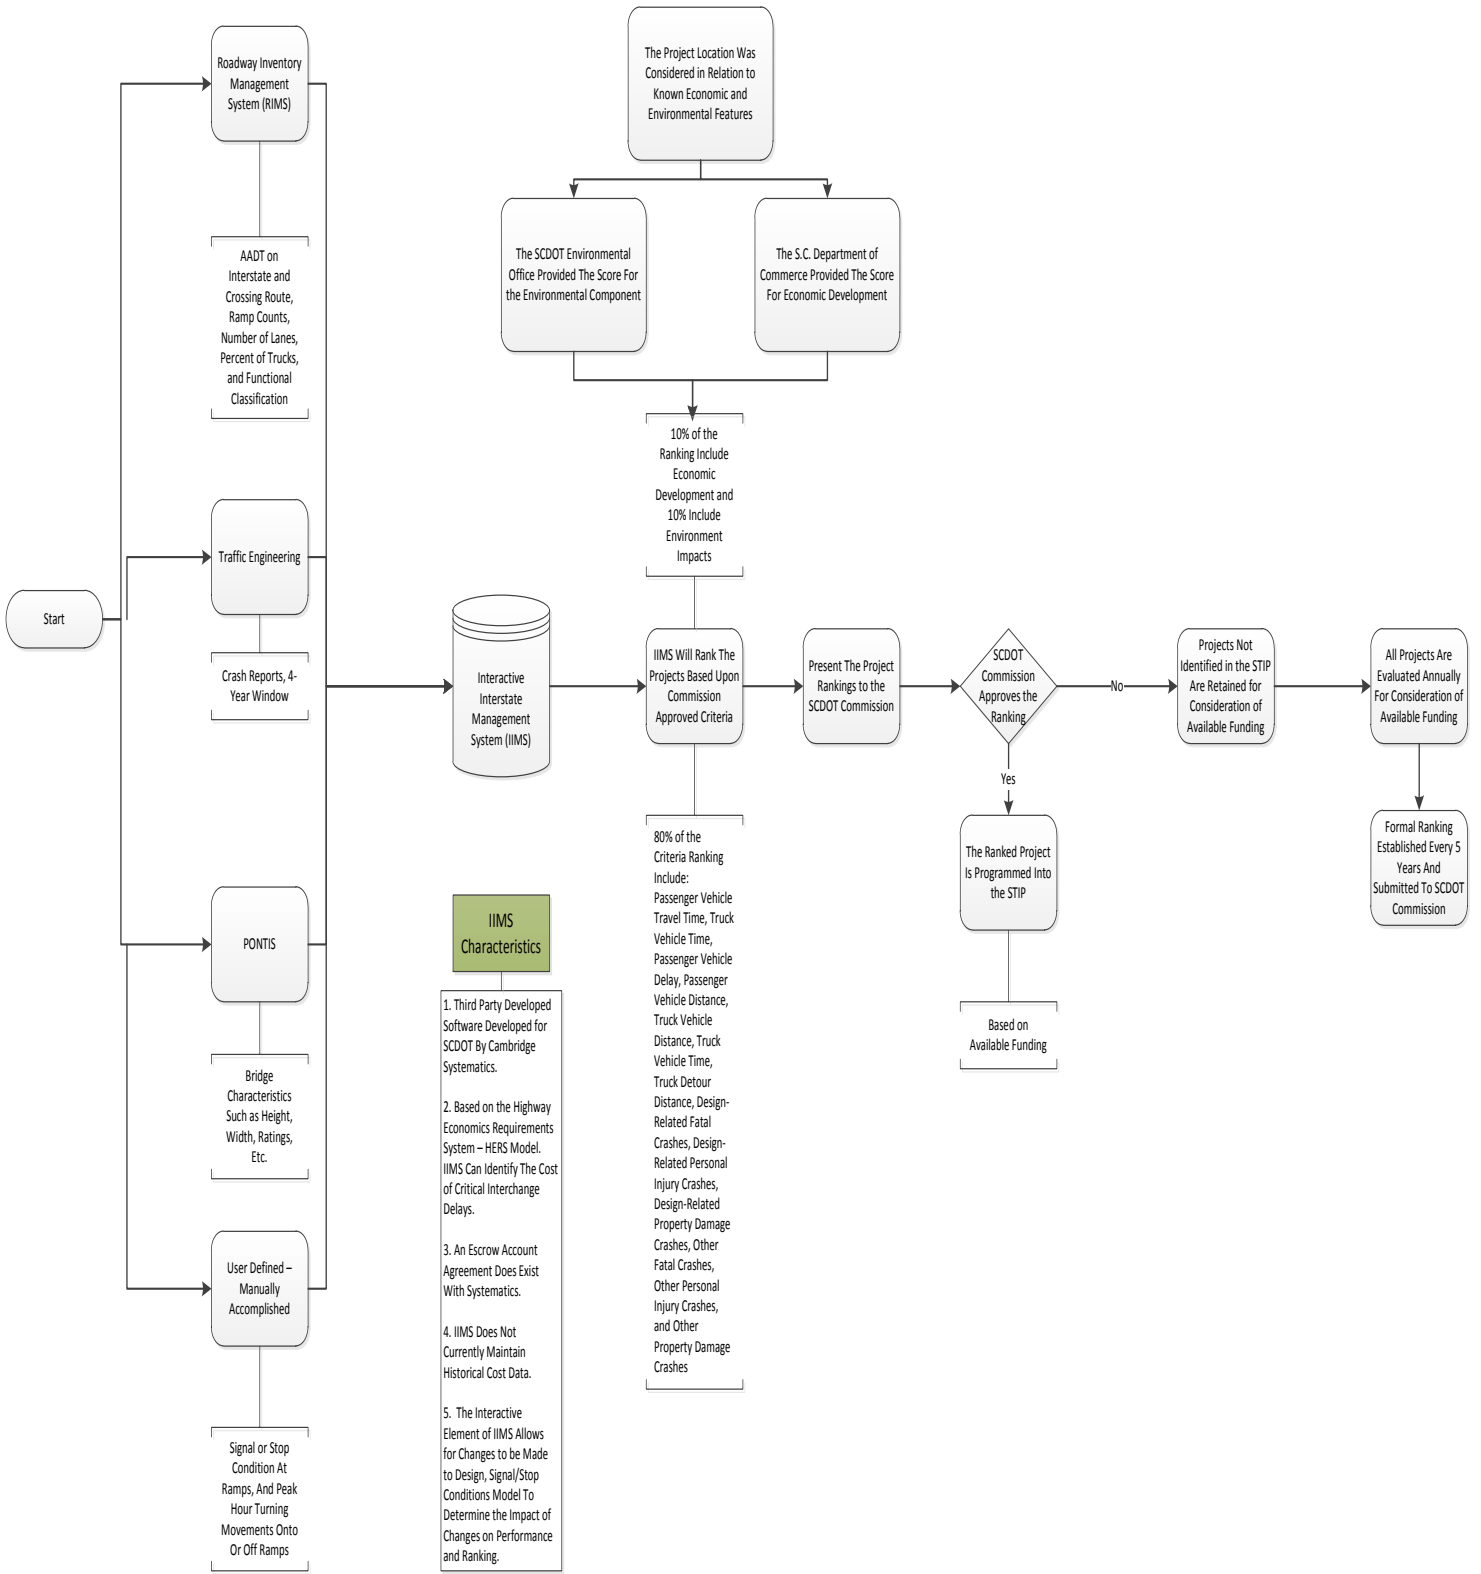 Roadway Inventory
Management
System (RIMS)
The Project Location Was
Considered in Relation to
Known Economic and
Environmental Features
The SCDOT Environmental
Office Provided The Score For
the Environmental Component
The S.C. Department of
Commerce Provided The Score
For Economic Development
AADT on
Interstate and
Crossing Route,
Ramp Counts,
Number of Lanes,
Percent of Trucks,
and Functional
Classification
10% of the
Ranking Include
Economic
Development and
10% Include
Environment
Impacts
Traffic Engineering
Start
Crash Reports, 4-
Year Window
Interactive
Interstate
Management
System (IIMS)
IIMS Will Rank The
Projects Based Upon
Commission
Approved Criteria
Present The Project
Rankings to the
SCDOT Commission
SCDOT
Commission
Approves the
Ranking
No
Projects Not
Identified in the STIP
Are Retained for
Consideration of
Available Funding
All Projects Are
Evaluated Annually
For Consideration of
Available Funding
Yes
The Ranked Project
Is Programmed Into
the STIP
Formal Ranking
Established Every 5
Years And
Submitted To SCDOT
Commission
Based on
Available Funding
80% of the
Criteria Ranking
Include:
Passenger Vehicle
Travel Time, Truck
Vehicle Time,
Passenger Vehicle
Delay, Passenger
Vehicle Distance,
Truck Vehicle
Distance, Truck
Vehicle Time,
Truck Detour
Distance, Design-
Related Fatal
Crashes, Design-
Related Personal
Injury Crashes,
Design-Related
Property Damage
Crashes, Other
Fatal Crashes,
Other Personal
Injury Crashes,
and Other
Property Damage
Crashes
PONTIS
Bridge
Characteristics
Such as Height,
Width, Ratings,
Etc.
User Defined –
Manually
Accomplished
Signal or Stop
Condition At
Ramps, And Peak
Hour Turning
Movements Onto
Or Off Ramps
IIMS
Characteristics
1. Third Party Developed
Software Developed for
SCDOT By Cambridge
Systematics.
2. Based on the Highway
Economics Requirements
System – HERS Model.
IIMS Can Identify The Cost
of Critical Interchange
Delays.
3. An Escrow Account
Agreement Does Exist
With Systematics.
4. IIMS Does Not
Currently Maintain
Historical Cost Data.
5. The Interactive
Element of IIMS Allows
for Changes to be Made
to Design, Signal/Stop
Conditions Model To
Determine the Impact of
Changes on Performance
and Ranking.